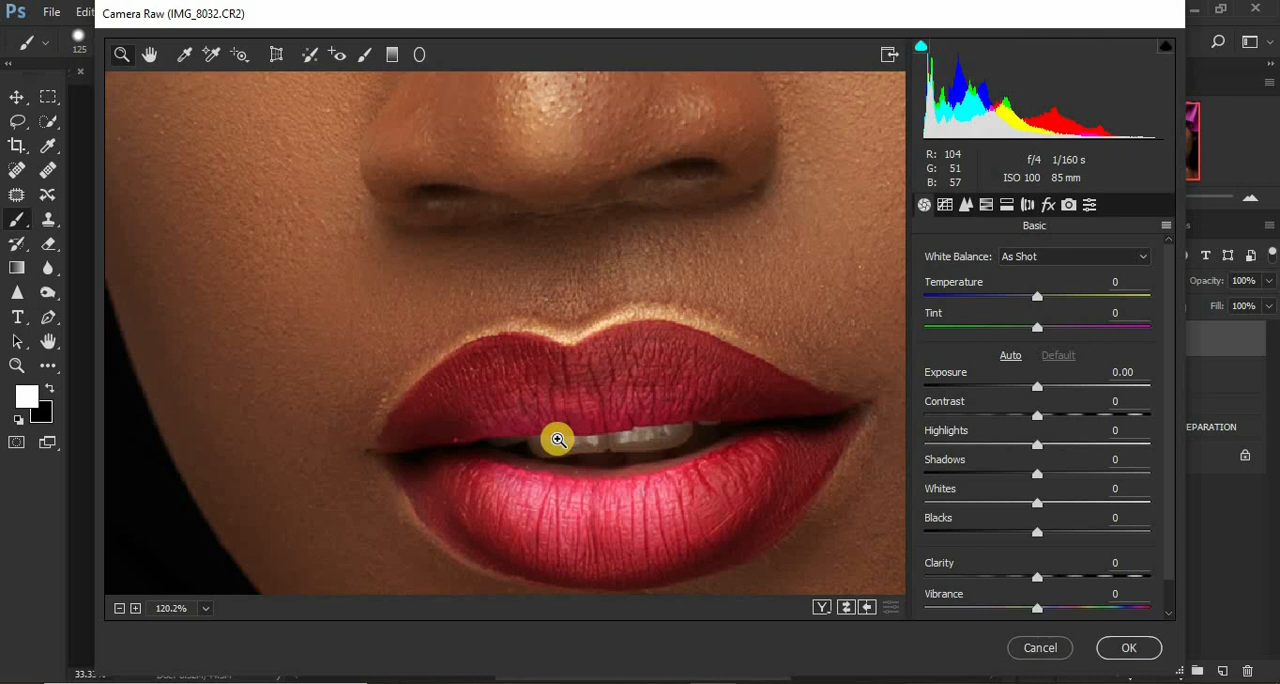 Ps File Edi
Camera Raw (IMG_8032.CR2)
125
R: 104
G: 51
B: 57
f/4 1/160 s
ISO 100 85 mm
fx
Basic
White Balance: As Shot
Temperature 0
Tint 0
Auto Default
Exposure 0.00
Contrast 0
Highlights 0
Shadows 0
Whites 0
Blacks 0
Clarity 0
Vibrance 0
Opacity: 100%
Fill: 100%
EPARATION
120.2%
Y
Cancel OK